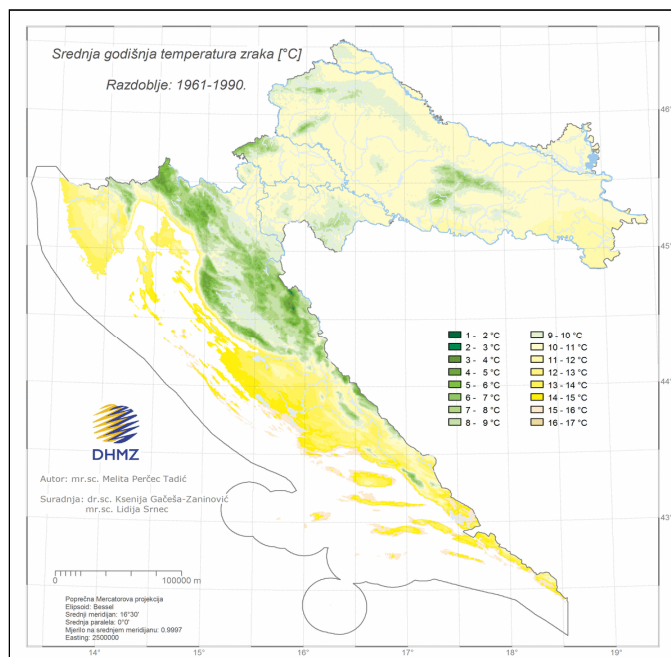 Srednja godišnja temperatura zraka [°C]
Razdoblje: 1961-1990.
46°
46°
45°
45°
44°
44°
43°
43°
1 - 2 °C
2 - 3 °C
3 - 4 °C
4 - 5 °C
5 - 6 °C
6 - 7 °C
7 - 8 °C
8 - 9 °C
9 - 10 °C
10 - 11 °C
11 - 12 °C
12 - 13 °C
13 - 14 °C
14 - 15 °C
15 - 16 °C
16 - 17 °C
DHMZ
Autor: mr.sc. Melita Perčec Tadić
Suradnja: dr.sc. Ksenija Gačeša-Zaninović
mr.sc. Lidija Srnec
0 100000 m
Poprečna Mercatorova projekcija
Elipsoid: Bessel
Srednji meridijan: 16°30'
Srednja paralela: 0°0'
Mjerilo na srednjem meridijanu: 0.9997
Easting: 2500000
14° 15° 16° 17° 18° 19°